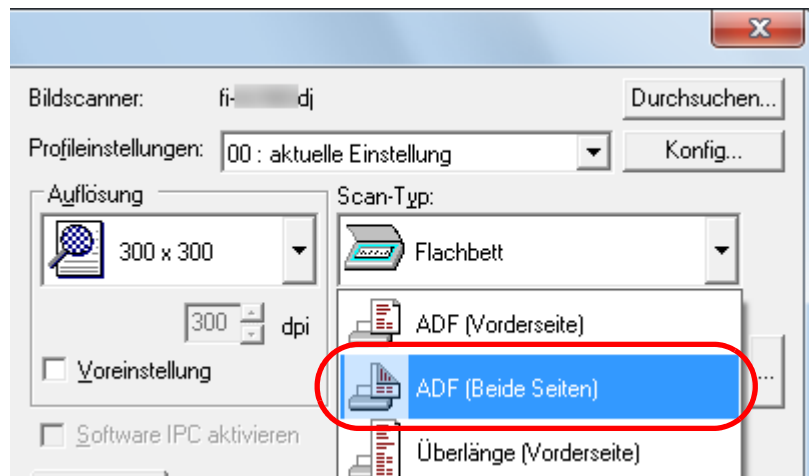 Bildscanner: fi- dj Durchsuchen...
Profileinstellungen: 00 : aktuelle Einstellung Konfig...
Auflösung Scan-Typ:
300 x 300 Flachbett
300 dpi ADF (Vorderseite)
Voreinstellung ADF (Beide Seiten) ...
Software IPC aktivieren Überlänge (Vorderseite)